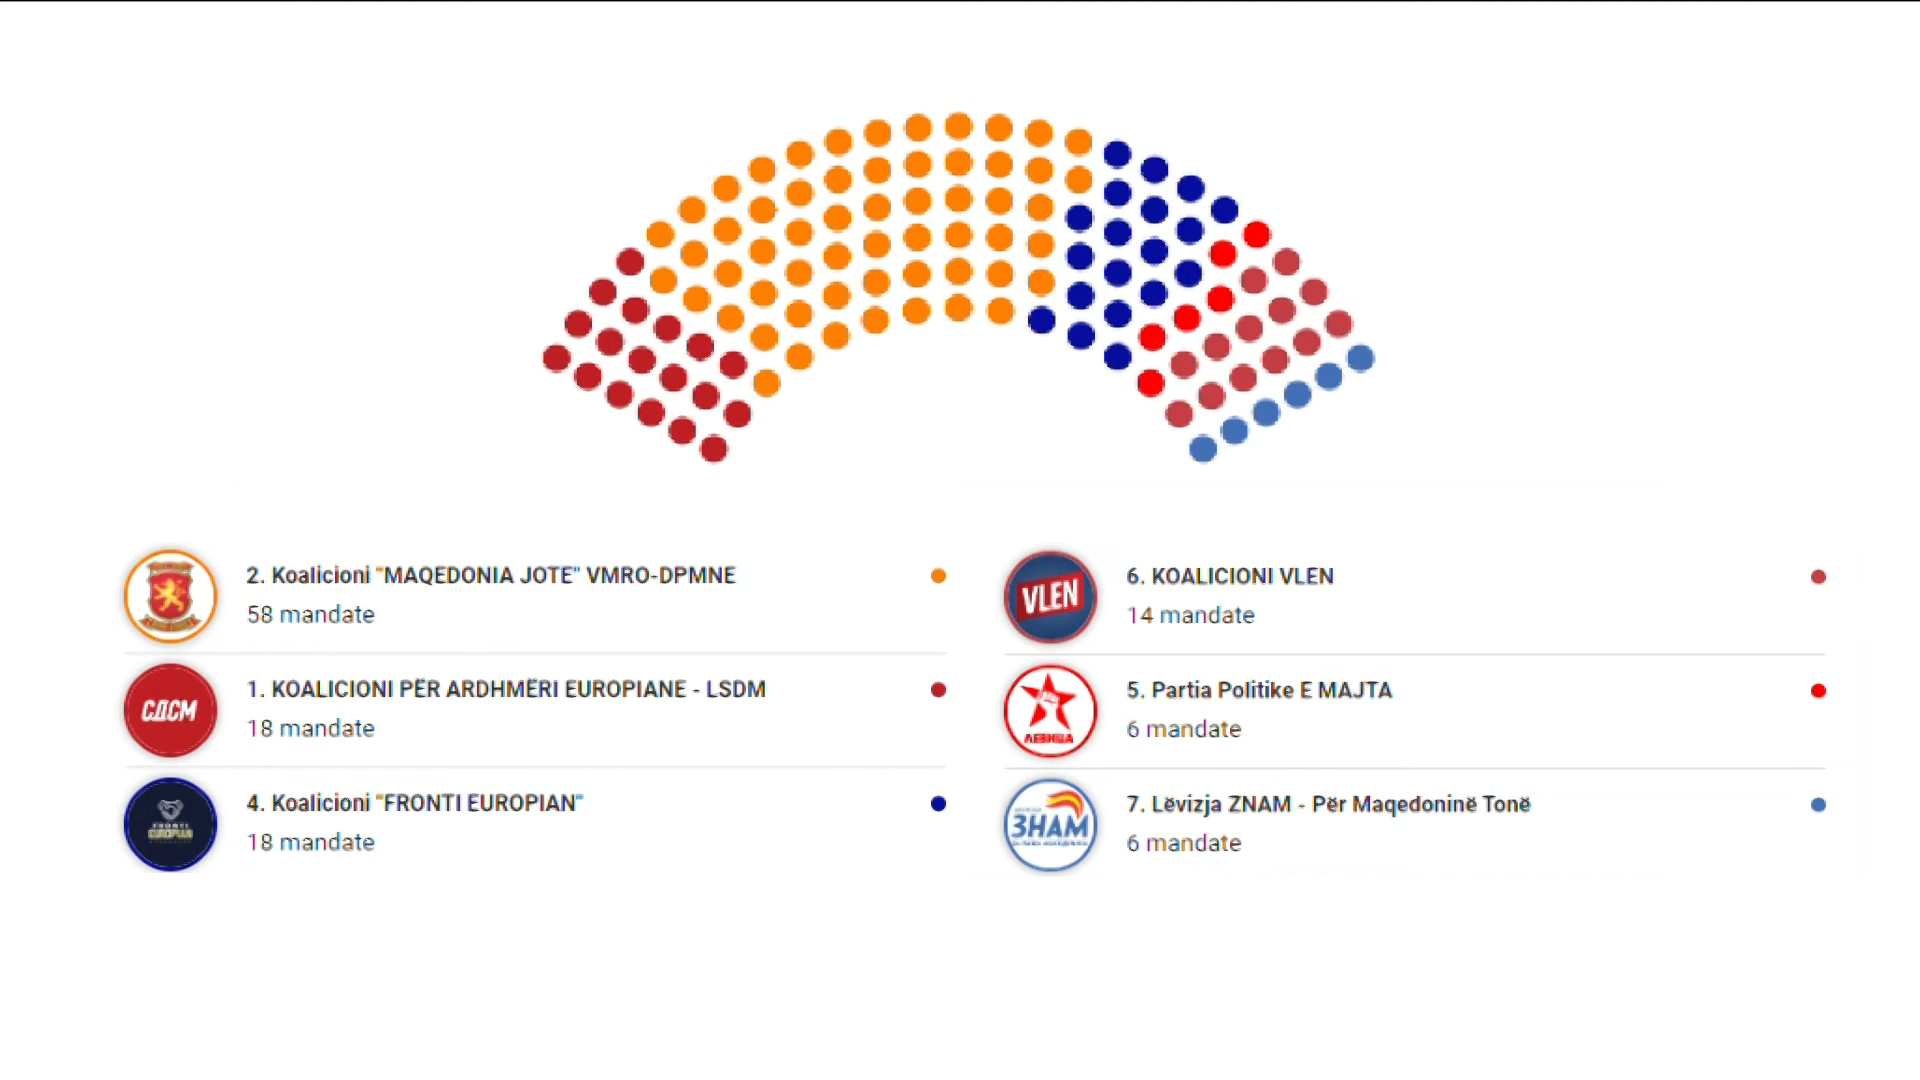 2. Koalicioni "MAQEDONIA JOTE" VMRO-DPMNE
58 mandate
СДСМ
1. KOALICIONI PËR ARDHMËRI EUROPIANE - LSDM
18 mandate
FRONTI
EUROPIAN
4. Koalicioni "FRONTI EUROPIAN"
18 mandate
VLEN
6. KOALICIONI VLEN
14 mandate
ЛЕВИЦА
5. Partia Politike E MAJTA
6 mandate
ЗНАМ
7. Lëvizja ZNAM - Për Maqedoninë Tonë
6 mandate